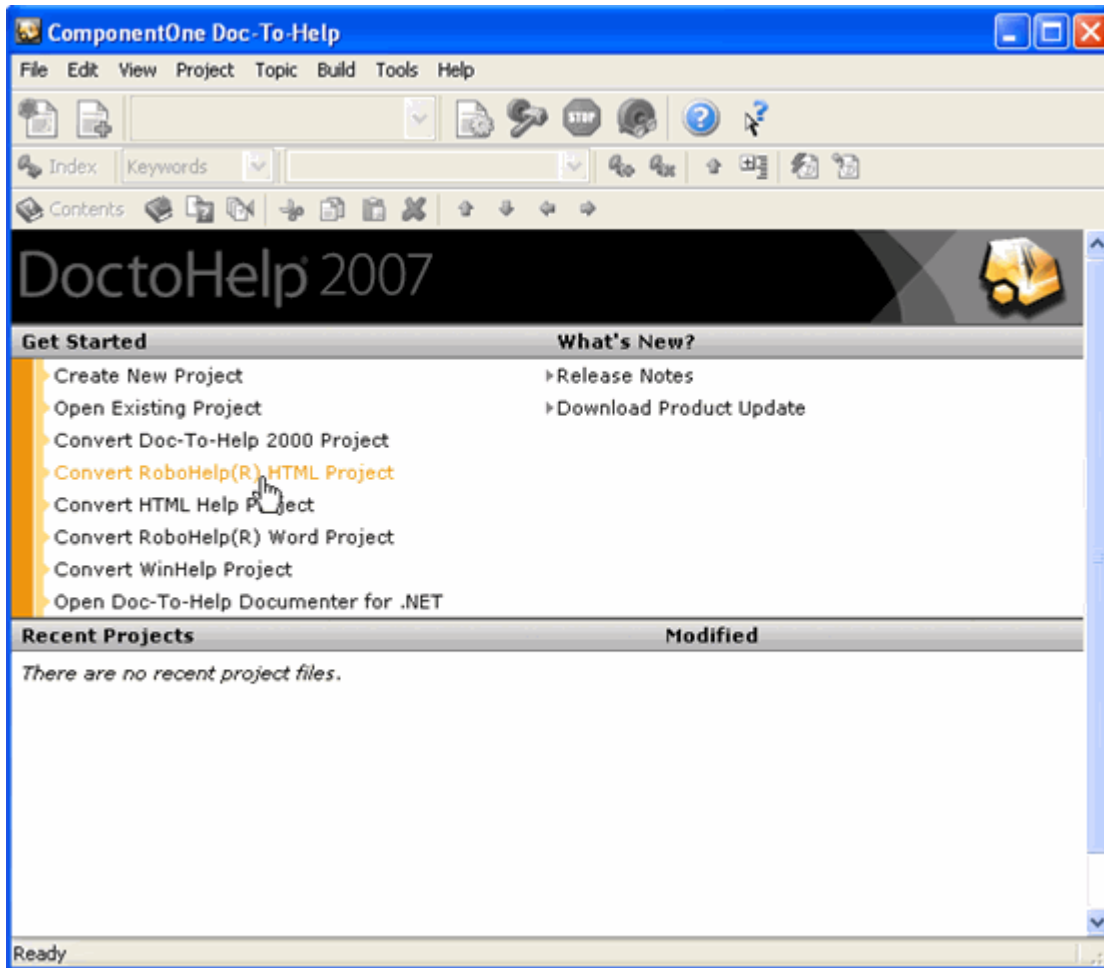 ComponentOne Doc-To-Help
File Edit View Project Topic Build Tools Help
STOP
Index Keywords
Contents
DoctoHelp 2007
Get Started What's New?
Create New Project Release Notes
Open Existing Project Download Product Update
Convert Doc-To-Help 2000 Project
Convert RoboHelp(R) HTML Project
Convert HTML Help Project
Convert RoboHelp(R) Word Project
Convert WinHelp Project
Open Doc-To-Help Documenter for .NET
Recent Projects Modified
There are no recent project files.
Ready